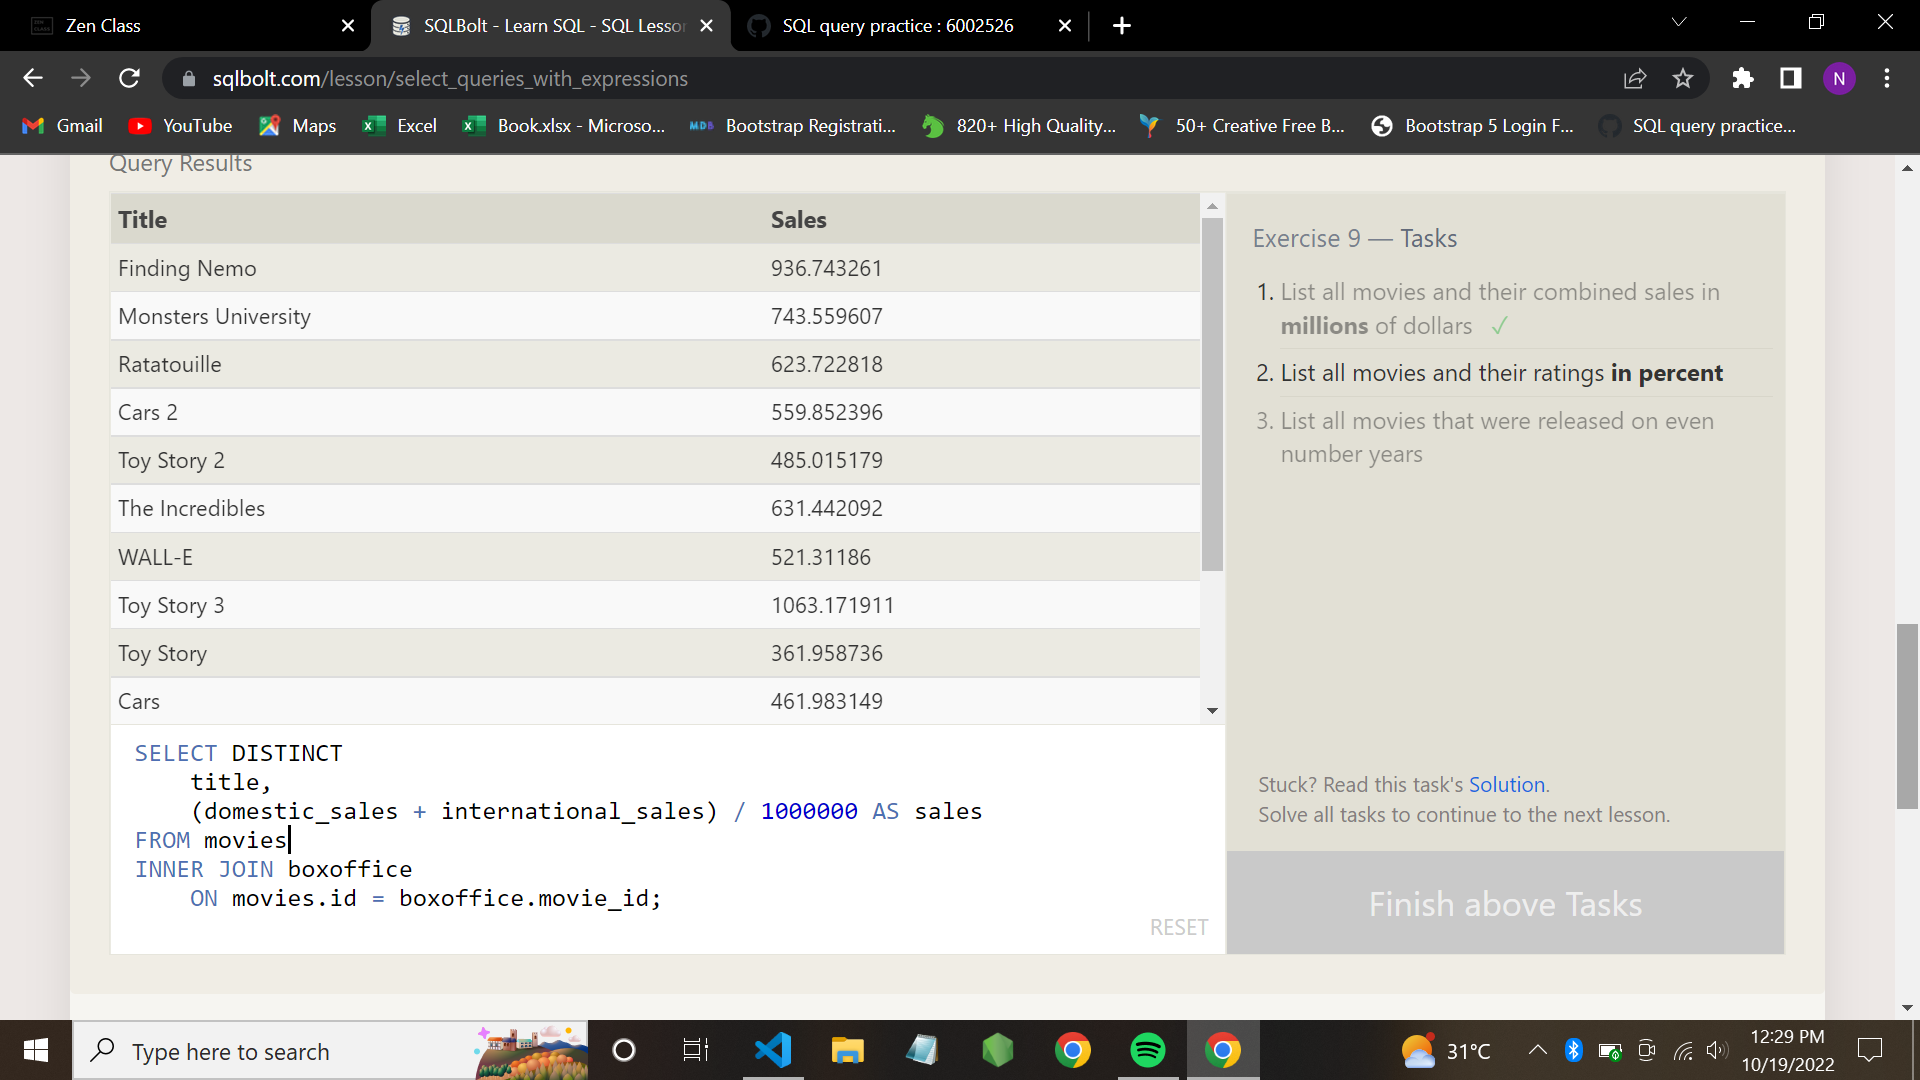 Zen Class
SQLBolt - Learn SQL - SQL Lesso
SQL query practice : 6002526
sqlbolt.com/lesson/select_queries_with_expressions
N
Gmail
YouTube
Maps
Excel
Book.xlsx - Microso...
MDB
Bootstrap Registrati...
820+ High Quality...
50+ Creative Free B...
Bootstrap 5 Login F...
SQL query practice...
Query Results
Title Sales
Finding Nemo 936.743261
Monsters University 743.559607
Ratatouille 623.722818
Cars 2 559.852396
Toy Story 2 485.015179
The Incredibles 631.442092
WALL-E 521.31186
Toy Story 3 1063.171911
Toy Story 361.958736
Cars 461.983149
SELECT DISTINCT
title,
(domestic_sales + international_sales) / 1000000 AS sales
FROM movies
INNER JOIN boxoffice
ON movies.id = boxoffice.movie_id;
RESET
Exercise 9 — Tasks
1. List all movies and their combined sales in
millions of dollars ✓
2. List all movies and their ratings in percent
3. List all movies that were released on even
number years
Stuck? Read this task's Solution.
Solve all tasks to continue to the next lesson.
Finish above Tasks
Type here to search
31°C
12:29 PM
10/19/2022